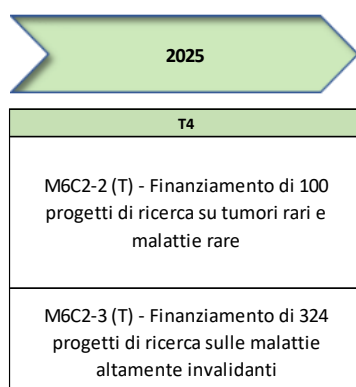 2025
T4
M6C2-2 (T) - Finanziamento di 100
progetti di ricerca su tumori rari e
malattie rare
M6C2-3 (T) - Finanziamento di 324
progetti di ricerca sulle malattie
altamente invalidanti